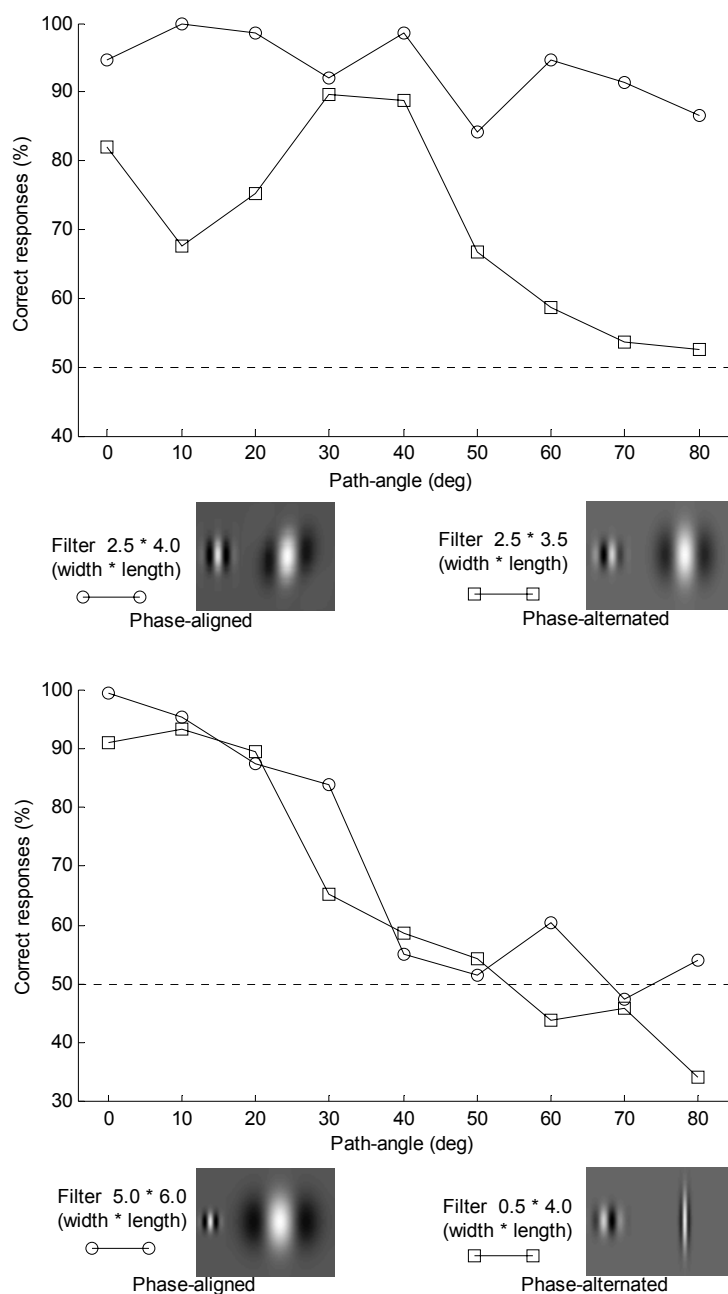 100
90
80
70
60
50
40
Correct responses (%)
0 10 20 30 40 50 60 70 80
Path-angle (deg)
Filter 2.5 * 4.0
(width * length)
Phase-aligned
Filter 2.5 * 3.5
(width * length)
Phase-alternated
100
90
80
70
60
50
40
30
Correct responses (%)
0 10 20 30 40 50 60 70 80
Path-angle (deg)
Filter 5.0 * 6.0
(width * length)
Phase-aligned
Filter 0.5 * 4.0
(width * length)
Phase-alternated